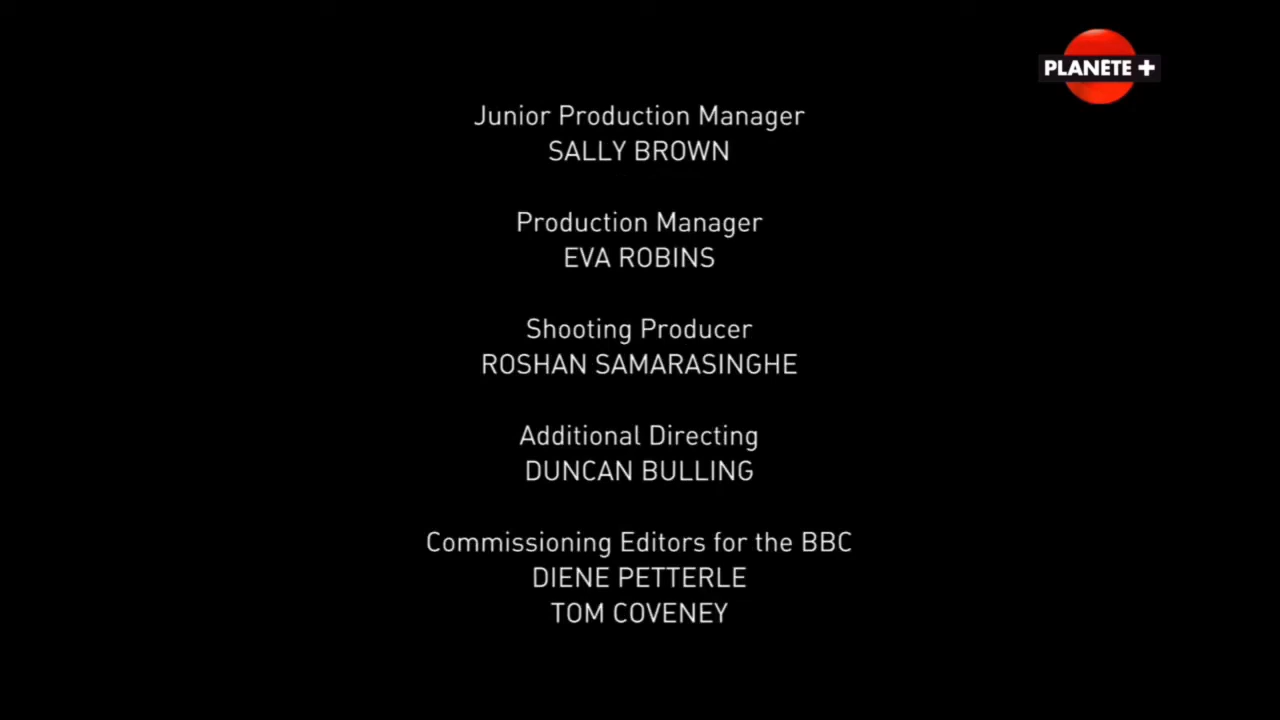 PLANÈTE +
Junior Production Manager
SALLY BROWN
Production Manager
EVA ROBINS
Shooting Producer
ROSHAN SAMARASINGHE
Additional Directing
DUNCAN BULLING
Commissioning Editors for the BBC
DIENE PETTERLE
TOM COVENEY